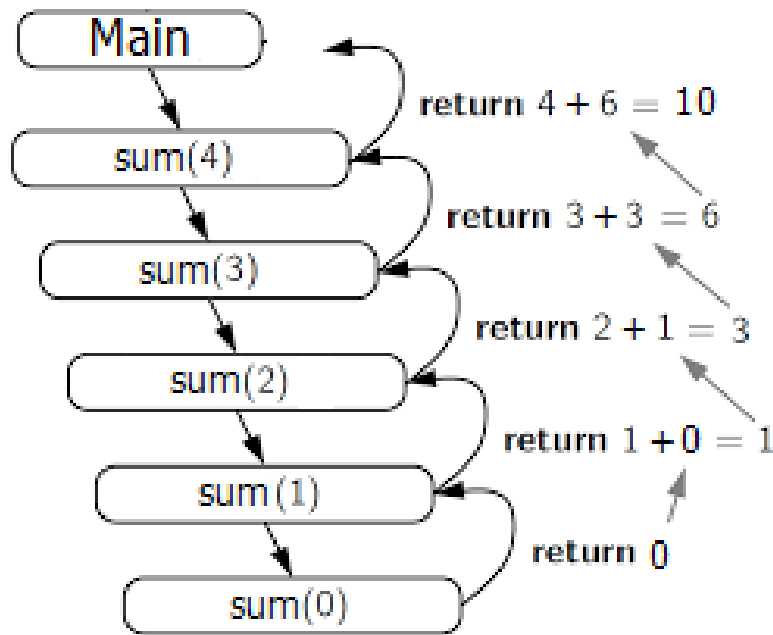 Main
return 4 + 6 = 10
sum(4)
return 3 + 3 = 6
sum(3)
return 2 + 1 = 3
sum(2)
return 1 + 0 = 1
sum(1)
return 0
sum(0)